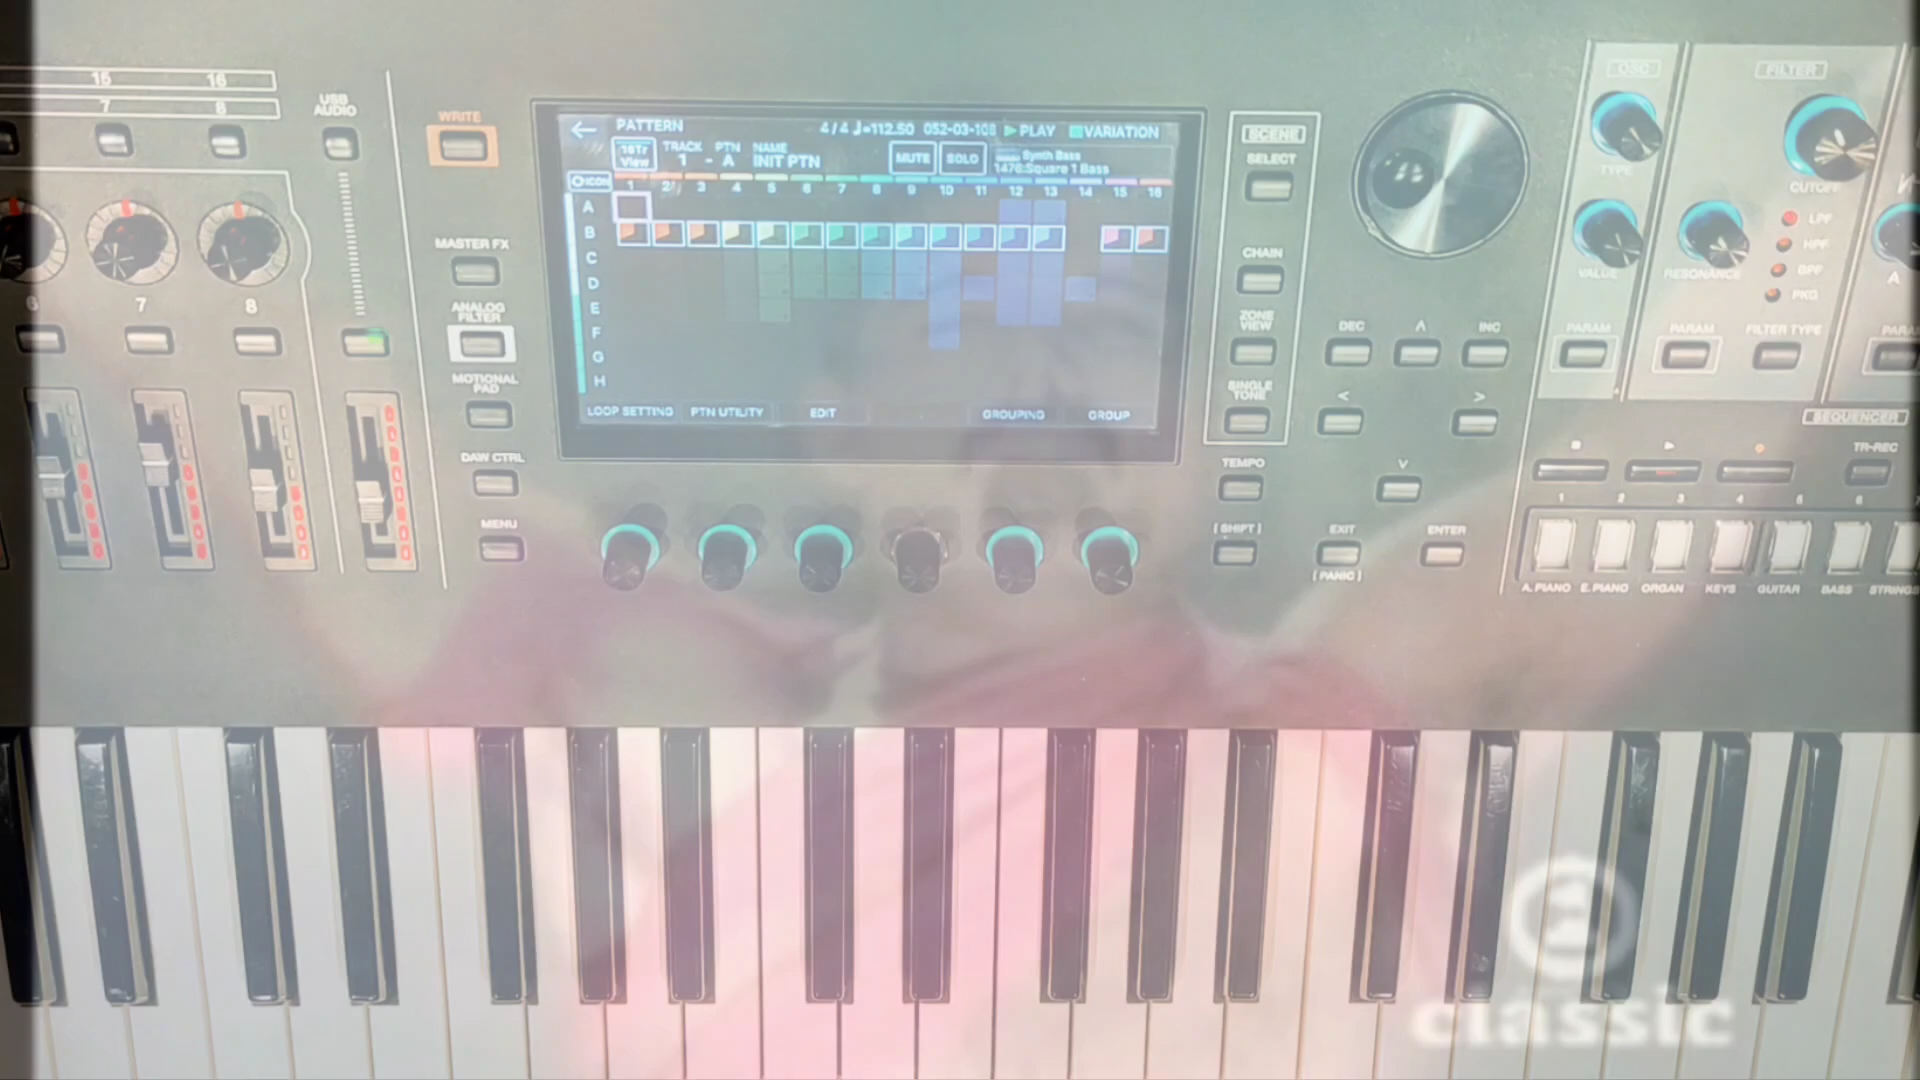 15 16
7 8
USB AUDIO
6 7 8
WRITE
MASTER FX
ANALOG FILTER
MOTIONAL PAD
DAW CTRL
MENU
PATTERN 4/4 ♩=112.50 052-03-108 PLAY VARIATION
16Tr View TRACK 1 - PTN A NAME INIT PTN MUTE SOLO Synth Bass
1476:Square 1 Bass
ICON 1 2 3 4 5 6 7 8 9 10 11 12 13 14 15 16
A
B
C
D
E
F
G
H
LOOP SETTING PTN UTILITY EDIT GROUPING GROUP
SCENE
SELECT
CHAIN
ZONE VIEW
SINGLE TONE
TEMPO
[SHIFT]
DEC ∧ INC
< >
∨
EXIT ENTER
[PANIC]
OSC FILTER
TYPE CUTOFF
LPF
HPF
BPF
PKG
VALUE RESONANCE A
PARAM PARAM FILTER TYPE PARA
SEQUENCER
TR-REC
1 2 3 4 5 6
A. PIANO E. PIANO ORGAN KEYS GUITAR BASS STRINGS
classic